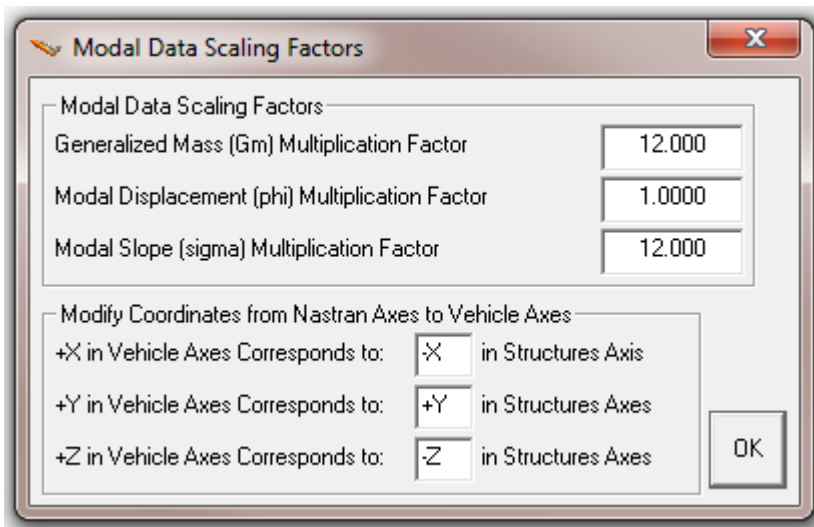 Modal Data Scaling Factors
Modal Data Scaling Factors
Generalized Mass (Gm) Multiplication Factor 12.000
Modal Displacement (phi) Multiplication Factor 1.0000
Modal Slope (sigma) Multiplication Factor 12.000
Modify Coordinates from Nastran Axes to Vehicle Axes
+X in Vehicle Axes Corresponds to: -X in Structures Axis
+Y in Vehicle Axes Corresponds to: +Y in Structures Axes
+Z in Vehicle Axes Corresponds to: -Z in Structures Axes
OK